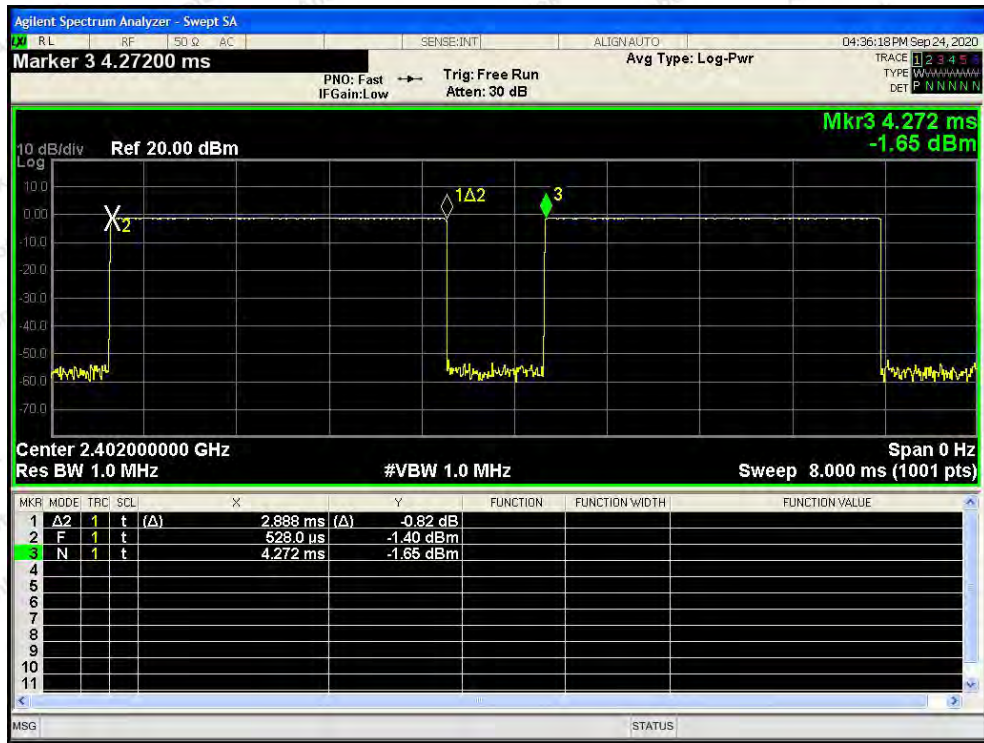 Agilent Spectrum Analyzer - Swept SA
LXI RL RF 50 Ω AC SENSE:INT ALIGNAUTO 04:36:18 PM Sep 24, 2020
Marker 3 4.27200 ms
PNO: Fast Trig: Free Run Avg Type: Log-Pwr TRACE 1 2 3 4 5 6
IFGain:Low Atten: 30 dB TYPE
DET P N N N N N
Mkr3 4.272 ms
10 dB/div Ref 20.00 dBm -1.65 dBm
Log
10.0
1Δ2 3
0.00
2
-10.0
-20.0
-30.0
-40.0
-50.0
-60.0
-70.0
Center 2.402000000 GHz Span 0 Hz
Res BW 1.0 MHz #VBW 1.0 MHz Sweep 8.000 ms (1001 pts)
MKR MODE TRC SCL X Y FUNCTION FUNCTION WIDTH FUNCTION VALUE
1 Δ2 1 t (Δ) 2.888 ms (Δ) -0.82 dB
2 F 1 t 528.0 µs -1.40 dBm
3 N 1 t 4.272 ms -1.65 dBm
4
5
6
7
8
9
10
11
MSG STATUS